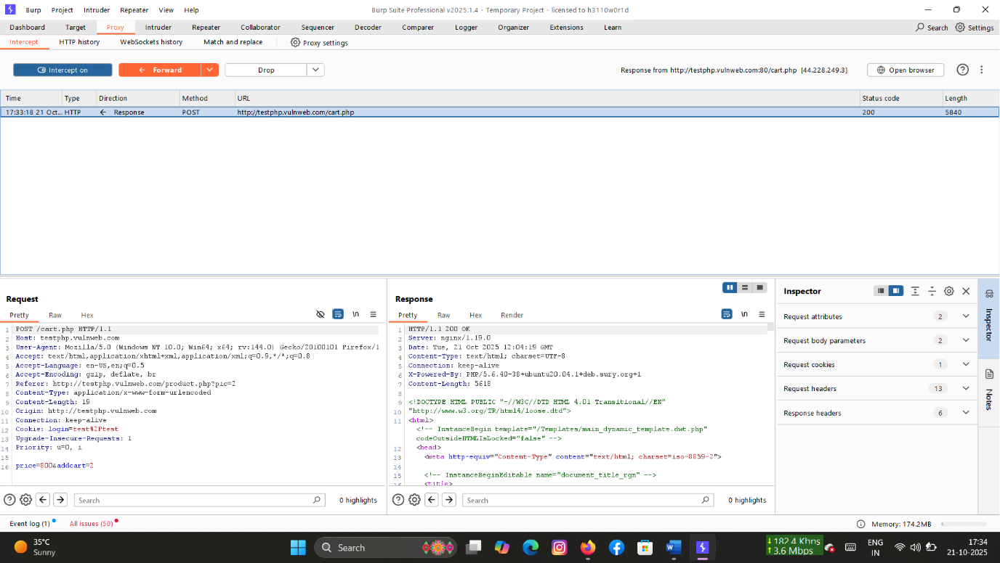 Burp Project Intruder Repeater View Help Burp Suite Professional v2025.1.4 - Temporary Project - licensed to h3110w0r1d
Dashboard Target Proxy Intruder Repeater Collaborator Sequencer Decoder Comparer Logger Organizer Extensions Learn Search Settings
Intercept HTTP history WebSockets history Match and replace Proxy settings
Intercept on Forward Drop Response from http://testphp.vulnweb.com:80/cart.php [44.228.249.3] Open browser
Time Type Direction Method URL Status code Length
17:33:18 21 Oct... HTTP Response POST http://testphp.vulnweb.com/cart.php 200 5840
Request
Pretty Raw Hex \n
1 POST /cart.php HTTP/1.1
2 Host: testphp.vulnweb.com
3 User-Agent: Mozilla/5.0 (Windows NT 10.0; Win64; x64; rv:144.0) Gecko/20100101 Firefox/1
4 Accept: text/html,application/xhtml+xml,application/xml;q=0.9,*/*;q=0.8
5 Accept-Language: en-US,en;q=0.5
6 Accept-Encoding: gzip, deflate, br
7 Referer: http://testphp.vulnweb.com/product.php?pic=2
8 Content-Type: application/x-www-form-urlencoded
9 Content-Length: 19
10 Origin: http://testphp.vulnweb.com
11 Connection: keep-alive
12 Cookie: login=test%2Ftest
13 Upgrade-Insecure-Requests: 1
14 Priority: u=0, i
15
16 price=800&addcart=2
Search 0 highlights
Response
Pretty Raw Hex Render \n
1 HTTP/1.1 200 OK
2 Server: nginx/1.19.0
3 Date: Tue, 21 Oct 2025 12:04:19 GMT
4 Content-Type: text/html; charset=UTF-8
5 Connection: keep-alive
6 X-Powered-By: PHP/5.6.40-38+ubuntu20.04.1+deb.sury.org+1
7 Content-Length: 5618
8
9 <!DOCTYPE HTML PUBLIC "-//W3C//DTD HTML 4.01 Transitional//EN"
10 "http://www.w3.org/TR/html4/loose.dtd">
11 <html>
<!-- InstanceBegin template="/Templates/main_dynamic_template.dwt.php"
codeOutsideHTMLIsLocked="false" -->
12 <head>
13 <meta http-equiv="Content-Type" content="text/html; charset=iso-8859-2">
14
15 <!-- InstanceBeginEditable name="document_title_rgn" -->
16 <title>
Search 0 highlights
Inspector
Request attributes 2
Request body parameters 2
Request cookies 1
Request headers 13
Response headers 6
Inspector
Notes
Event log (1) All issues (50) Memory: 174.2MB
35°C
Sunny
Search
182.4 Kbps
3.6 Mbps
ENG
IN
17:34
21-10-2025